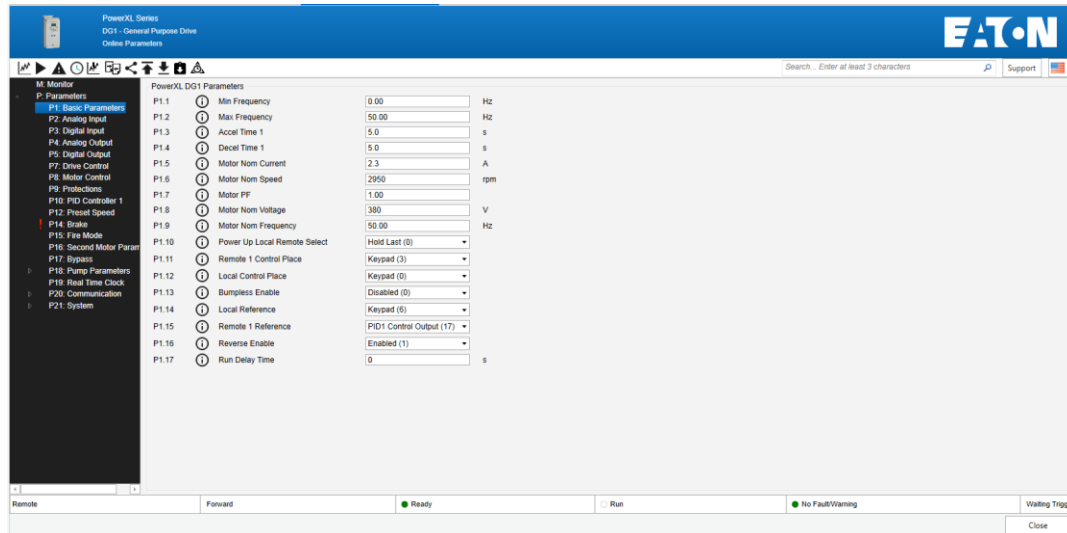 PowerXL Series
DG1 - General Purpose Drive
Online Parameters
EATON
Search... Enter at least 3 characters
Support
M: Monitor
P: Parameters
P1: Basic Parameters
P2: Analog Input
P3: Digital Input
P4: Analog Output
P5: Digital Output
P7: Drive Control
P8: Motor Control
P9: Protections
P10: PID Controller 1
P12: Preset Speed
! P14: Brake
P15: Fire Mode
P16: Second Motor Param
P17: Bypass
P18: Pump Parameters
P19: Real Time Clock
P20: Communication
P21: System
PowerXL DG1 Parameters
P1.1 Min Frequency 0.00 Hz
P1.2 Max Frequency 50.00 Hz
P1.3 Accel Time 1 5.0 s
P1.4 Decel Time 1 5.0 s
P1.5 Motor Nom Current 2.3 A
P1.6 Motor Nom Speed 2950 rpm
P1.7 Motor PF 1.00
P1.8 Motor Nom Voltage 380 V
P1.9 Motor Nom Frequency 50.00 Hz
P1.10 Power Up Local Remote Select Hold Last (0)
P1.11 Remote 1 Control Place Keypad (3)
P1.12 Local Control Place Keypad (0)
P1.13 Bumpless Enable Disabled (0)
P1.14 Local Reference Keypad (6)
P1.15 Remote 1 Reference PID1 Control Output (17)
P1.16 Reverse Enable Enabled (1)
P1.17 Run Delay Time 0 s
Remote Forward Ready Run No Fault/Warning Waiting Trigg
Close